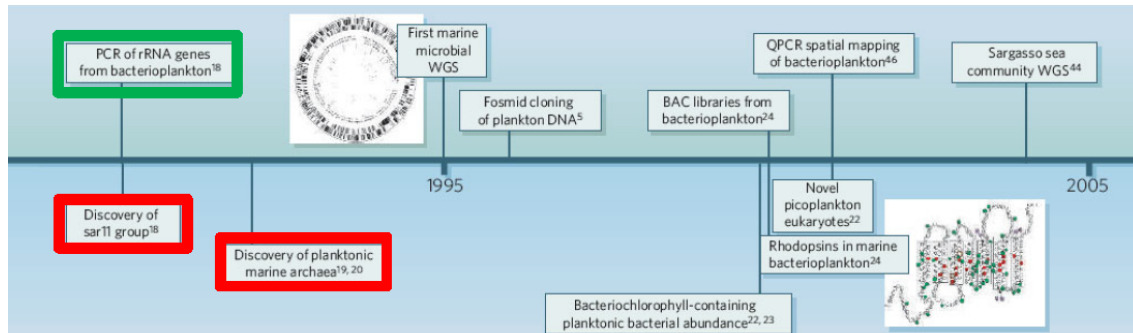 PCR of rRNA genes
from bacterioplankton18
First marine
microbial
WGS
Fosmid cloning
of plankton DNA5
BAC libraries from
bacterioplankton24
QPCR spatial mapping
of bacterioplankton46
Sargasso sea
community WGS44
1995
2005
Discovery of
sar11 group18
Discovery of planktonic
marine archaea19, 20
Novel
picoplankton
eukaryotes22
Rhodopsins in marine
bacterioplankton24
Bacteriochlorophyll-containing
planktonic bacterial abundance22, 23